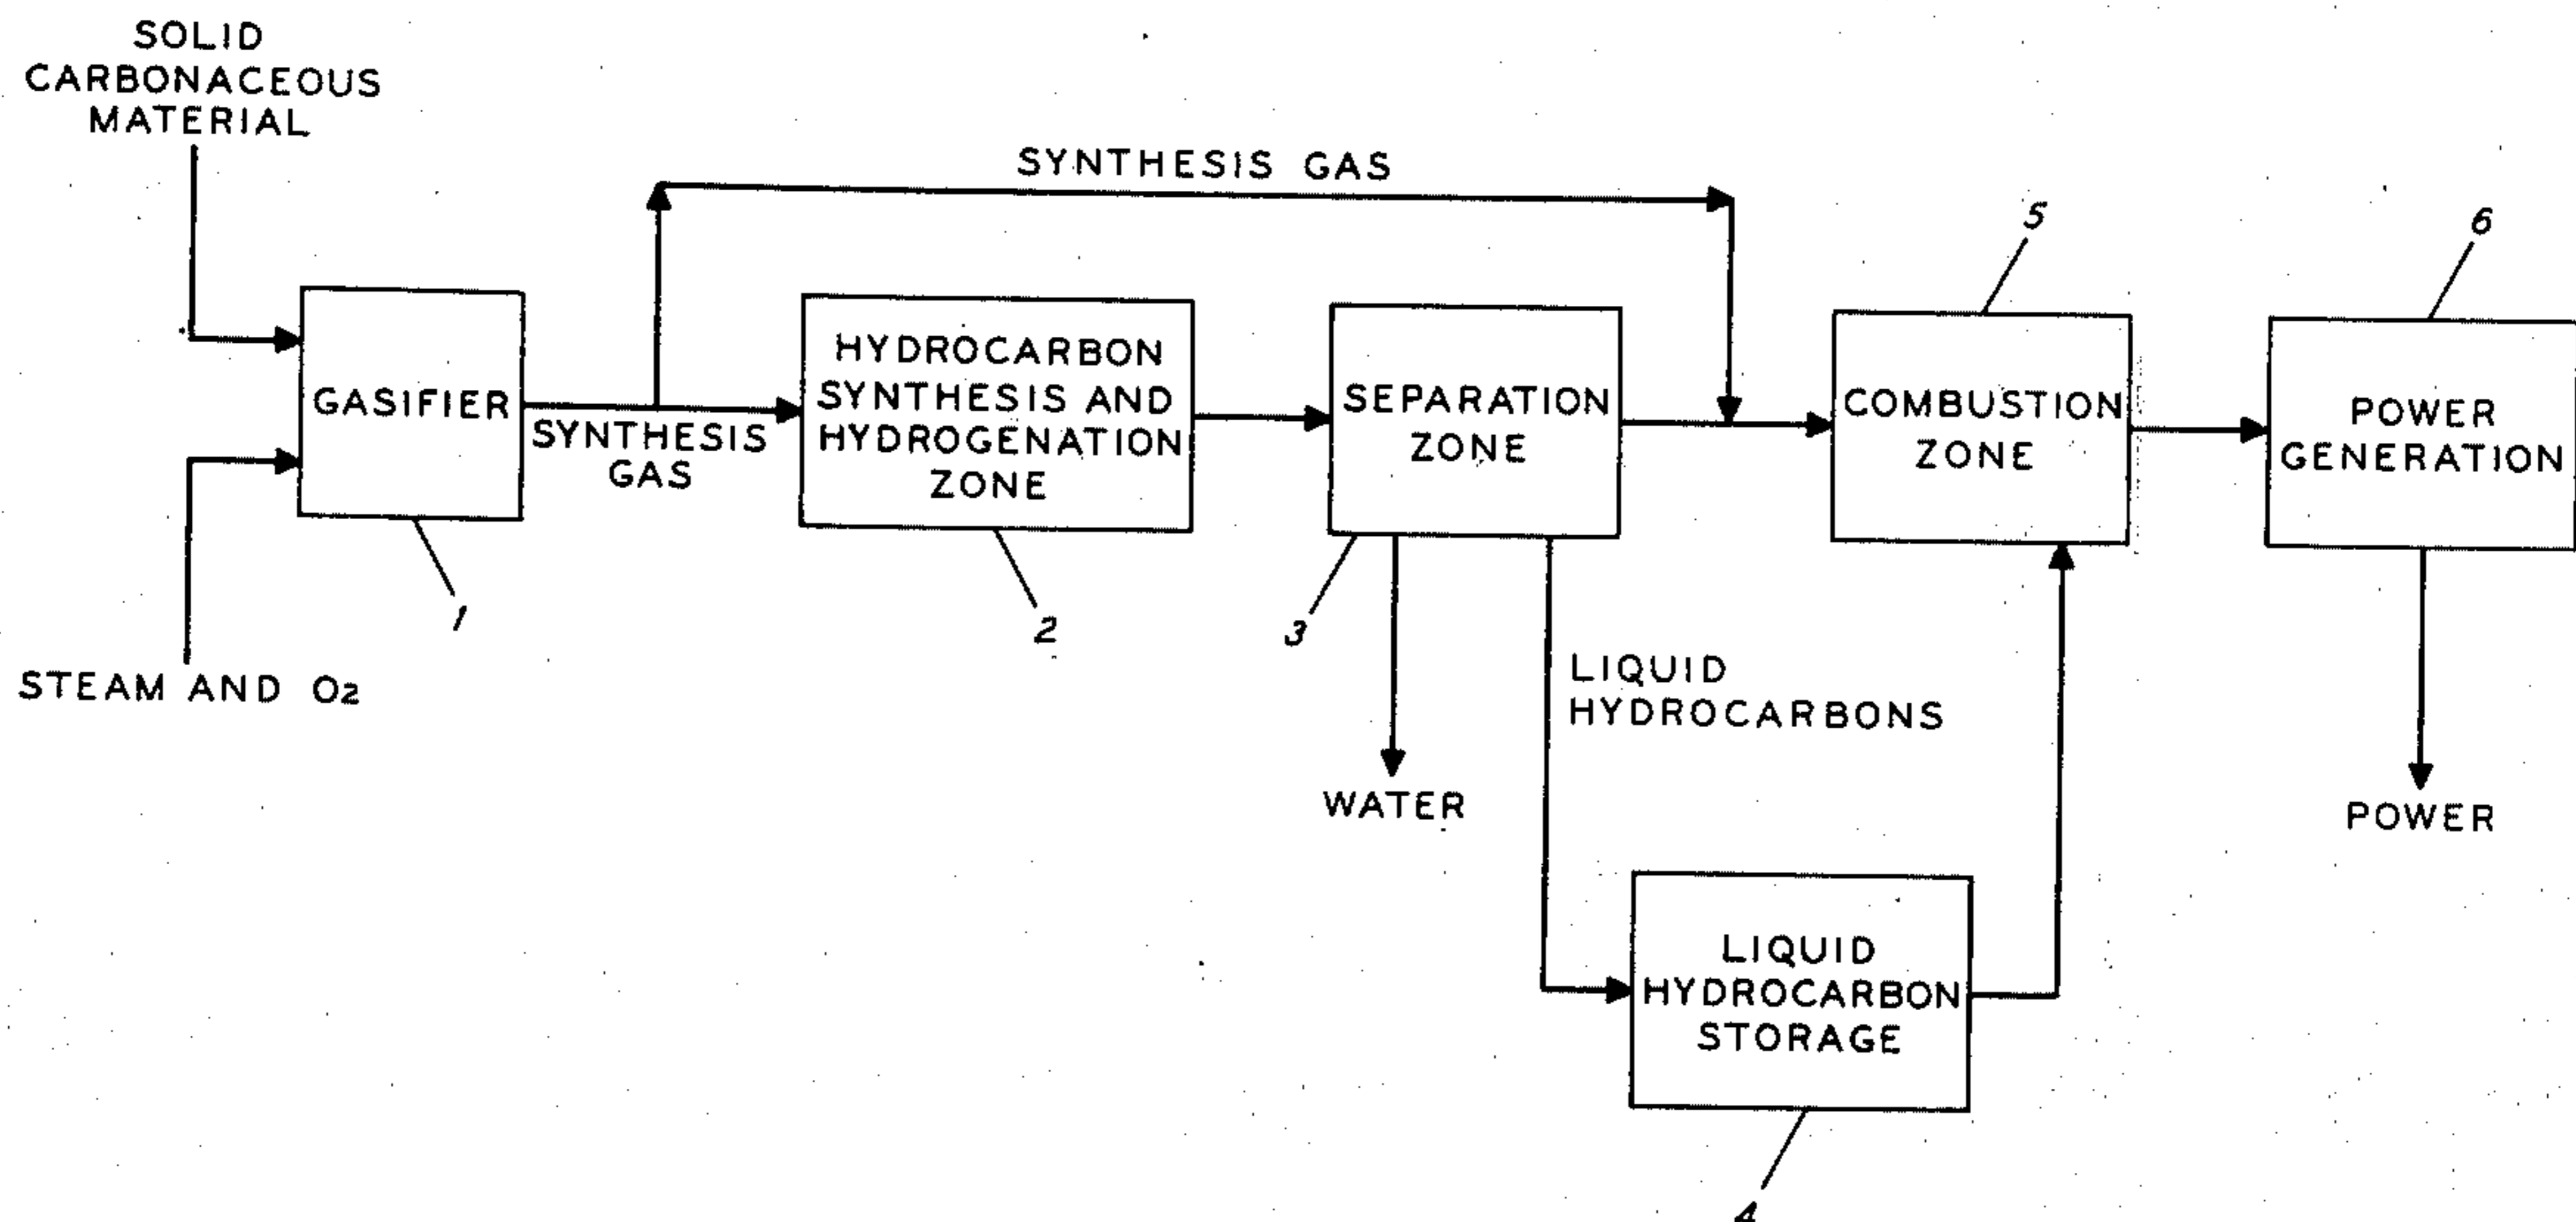 SOLID
CARBONACEOUS
MATERIAL
SYNTHESIS GAS
5
6
GASIFIER
SYNTHESIS
GAS
HYDROCARBON
SYNTHESIS AND
HYDROGENATION
ZONE
SEPARATION
ZONE
COMBUSTION
ZONE
POWER
GENERATION
1
2
3
STEAM AND O2
LIQUID
HYDROCARBONS
WATER
POWER
LIQUID
HYDROCARBON
STORAGE
4